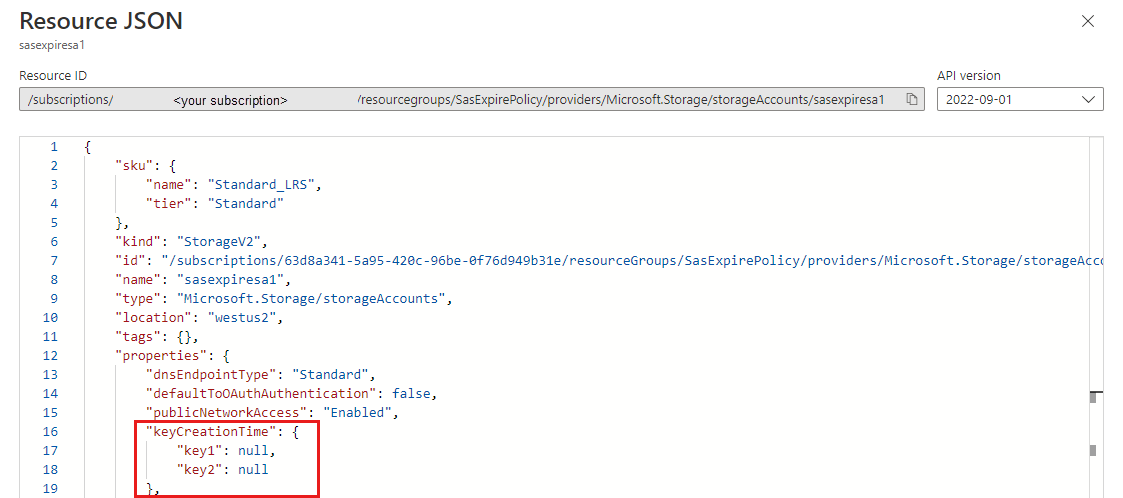 Resource JSON
sasexpiresa1
Resource ID
API version
/subscriptions/ <your subscription> /resourcegroups/SasExpirePolicy/providers/Microsoft.Storage/storageAccounts/sasexpiresa1
2022-09-01
1 {
2 "sku": {
3 "name": "Standard_LRS",
4 "tier": "Standard"
5 },
6 "kind": "StorageV2",
7 "id": "/subscriptions/63d8a341-5a95-420c-96be-0f76d949b31e/resourceGroups/SasExpirePolicy/providers/Microsoft.Storage/storageAcco
8 "name": "sasexpiresa1",
9 "type": "Microsoft.Storage/storageAccounts",
10 "location": "westus2",
11 "tags": {},
12 "properties": {
13 "dnsEndpointType": "Standard",
14 "defaultToOAuthAuthentication": false,
15 "publicNetworkAccess": "Enabled",
16 "keyCreationTime": {
17 "key1": null,
18 "key2": null
19 },